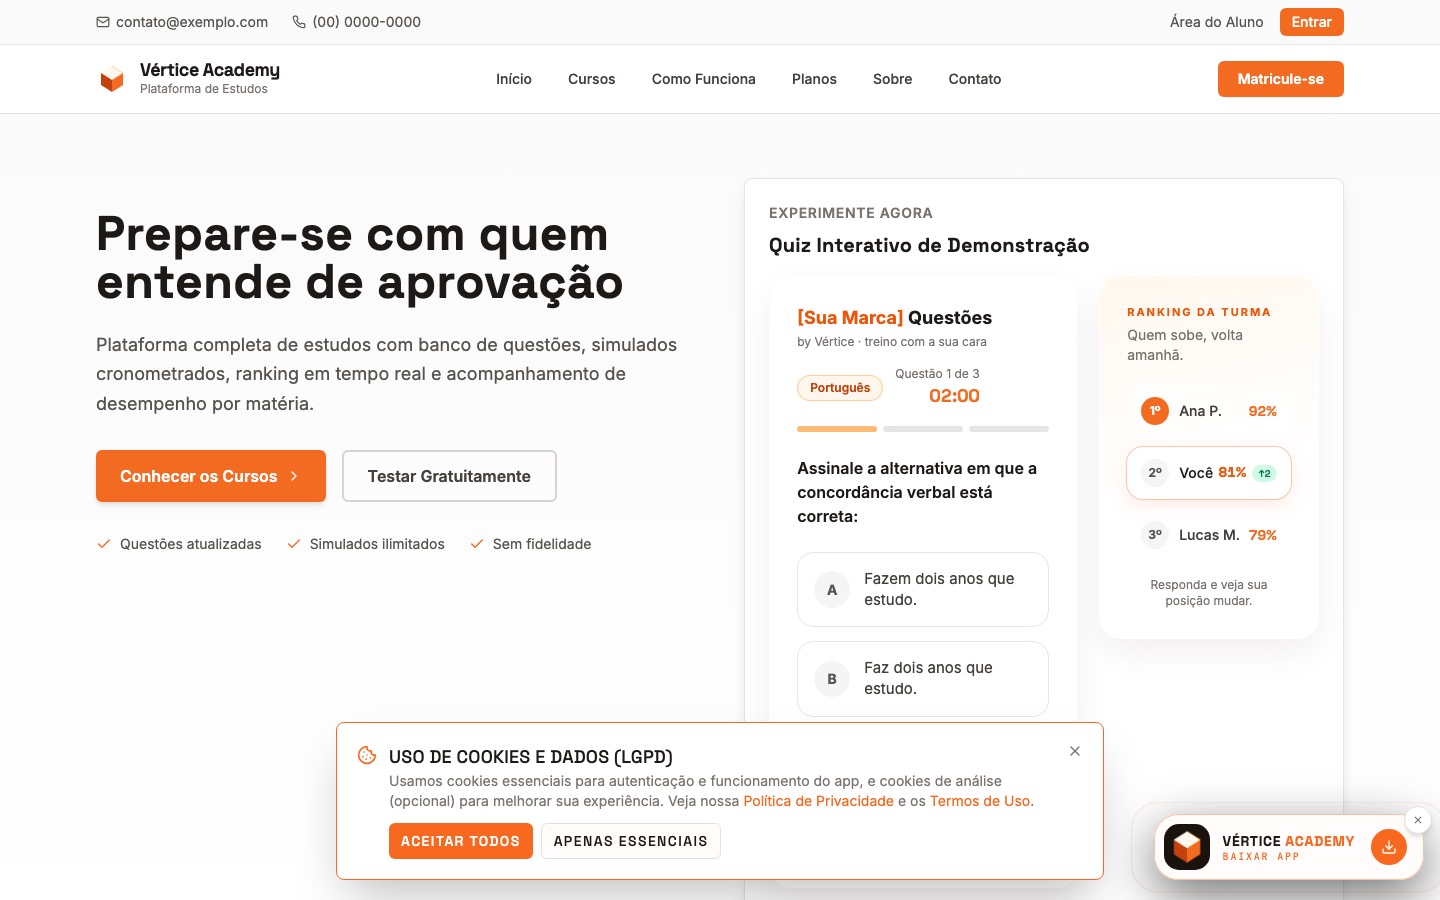 contato@exemplo.com
(00) 0000-0000
Área do Aluno
Entrar
Vértice Academy
Plataforma de Estudos
Início
Cursos
Como Funciona
Planos
Sobre
Contato
Matricule-se
Prepare-se com quem
entende de aprovação
Plataforma completa de estudos com banco de questões, simulados
cronometrados, ranking em tempo real e acompanhamento de
desempenho por matéria.
Conhecer os Cursos
Testar Gratuitamente
Questões atualizadas
Simulados ilimitados
Sem fidelidade
EXPERIMENTE AGORA
Quiz Interativo de Demonstração
[Sua Marca] Questões
by Vértice · treino com a sua cara
Português
Questão 1 de 3
02:00
Assinale a alternativa em que a
concordância verbal está
correta:
A
Fazem dois anos que
estudo.
B
Faz dois anos que
estudo.
RANKING DA TURMA
Quem sobe, volta
amanhã.
1º Ana P. 92%
2º Você 81% ↑2
3º Lucas M. 79%
Responda e veja sua
posição mudar.
USO DE COOKIES E DADOS (LGPD)
Usamos cookies essenciais para autenticação e funcionamento do app, e cookies de análise
(opcional) para melhorar sua experiência. Veja nossa Política de Privacidade e os Termos de Uso.
ACEITAR TODOS
APENAS ESSENCIAIS
VÉRTICE ACADEMY
BAIXAR APP